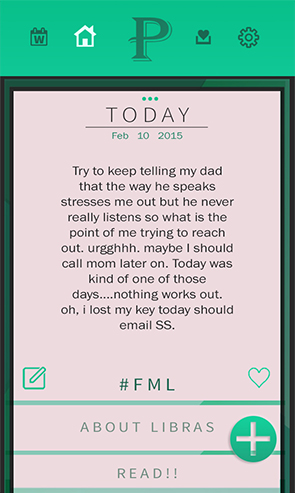 W
P
TODAY
Feb 10 2015
Try to keep telling my dad
that the way he speaks
stresses me out but he never
really listens so what is the
point of me trying to reach
out. urgghhh. maybe I should
call mom later on. Today was
kind of one of those
days....nothing works out.
oh, i lost my key today should
email SS.
#FML
ABOUT LIBRAS
+
READ!!